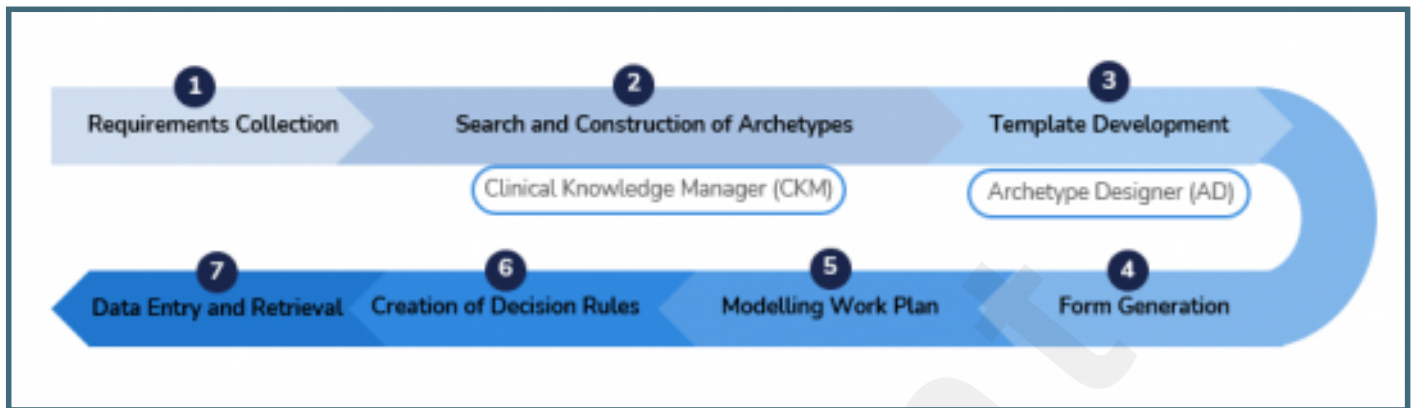 1
Requirements Collection
2
Search and Construction of Archetypes
Clinical Knowledge Manager (CKM)
3
Template Development
Archetype Designer (AD)
4
Form Generation
5
Modelling Work Plan
6
Creation of Decision Rules
7
Data Entry and Retrieval